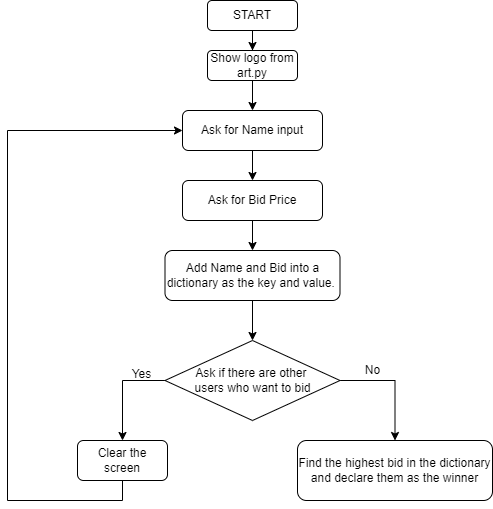 START
Show logo from
art.py
Ask for Name input
Ask for Bid Price
Add Name and Bid into a
dictionary as the key and value.
Ask if there are other
users who want to bid
Yes
No
Clear the
screen
Find the highest bid in the dictionary
and declare them as the winner